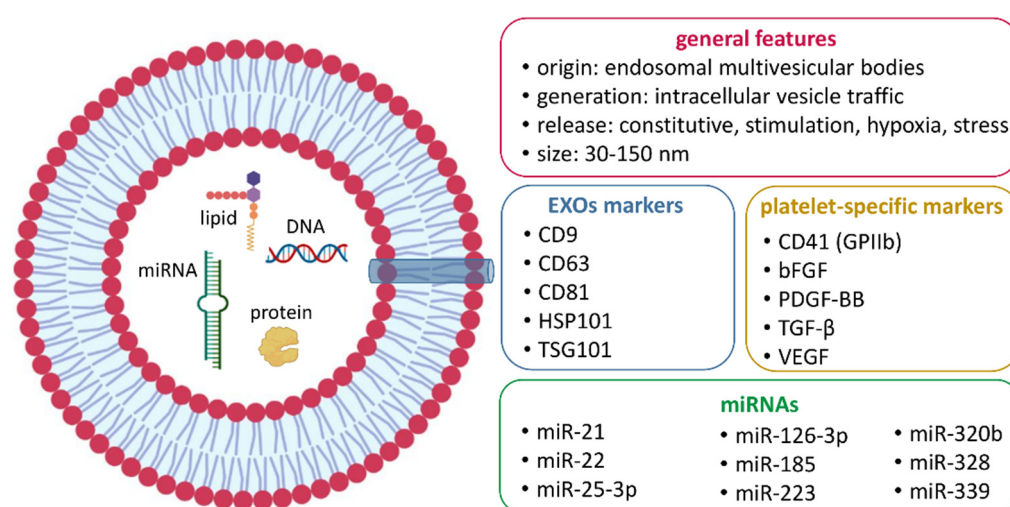 lipid
DNA
miRNA
protein
general features
• origin: endosomal multivesicular bodies
• generation: intracellular vesicle traffic
• release: constitutive, stimulation, hypoxia, stress
• size: 30-150 nm
EXOs markers
• CD9
• CD63
• CD81
• HSP101
• TSG101
platelet-specific markers
• CD41 (GPIIb)
• bFGF
• PDGF-BB
• TGF-β
• VEGF
miRNAs
• miR-21
• miR-22
• miR-25-3p
• miR-126-3p
• miR-185
• miR-223
• miR-320b
• miR-328
• miR-339